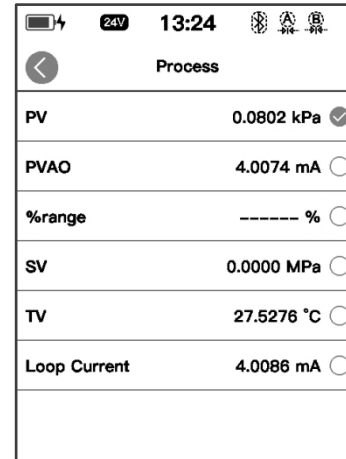 24V 13:24 A B
Process
PV 0.0802 kPa
PVAO 4.0074 mA
%range ------ %
SV 0.0000 MPa
TV 27.5276 °C
Loop Current 4.0086 mA